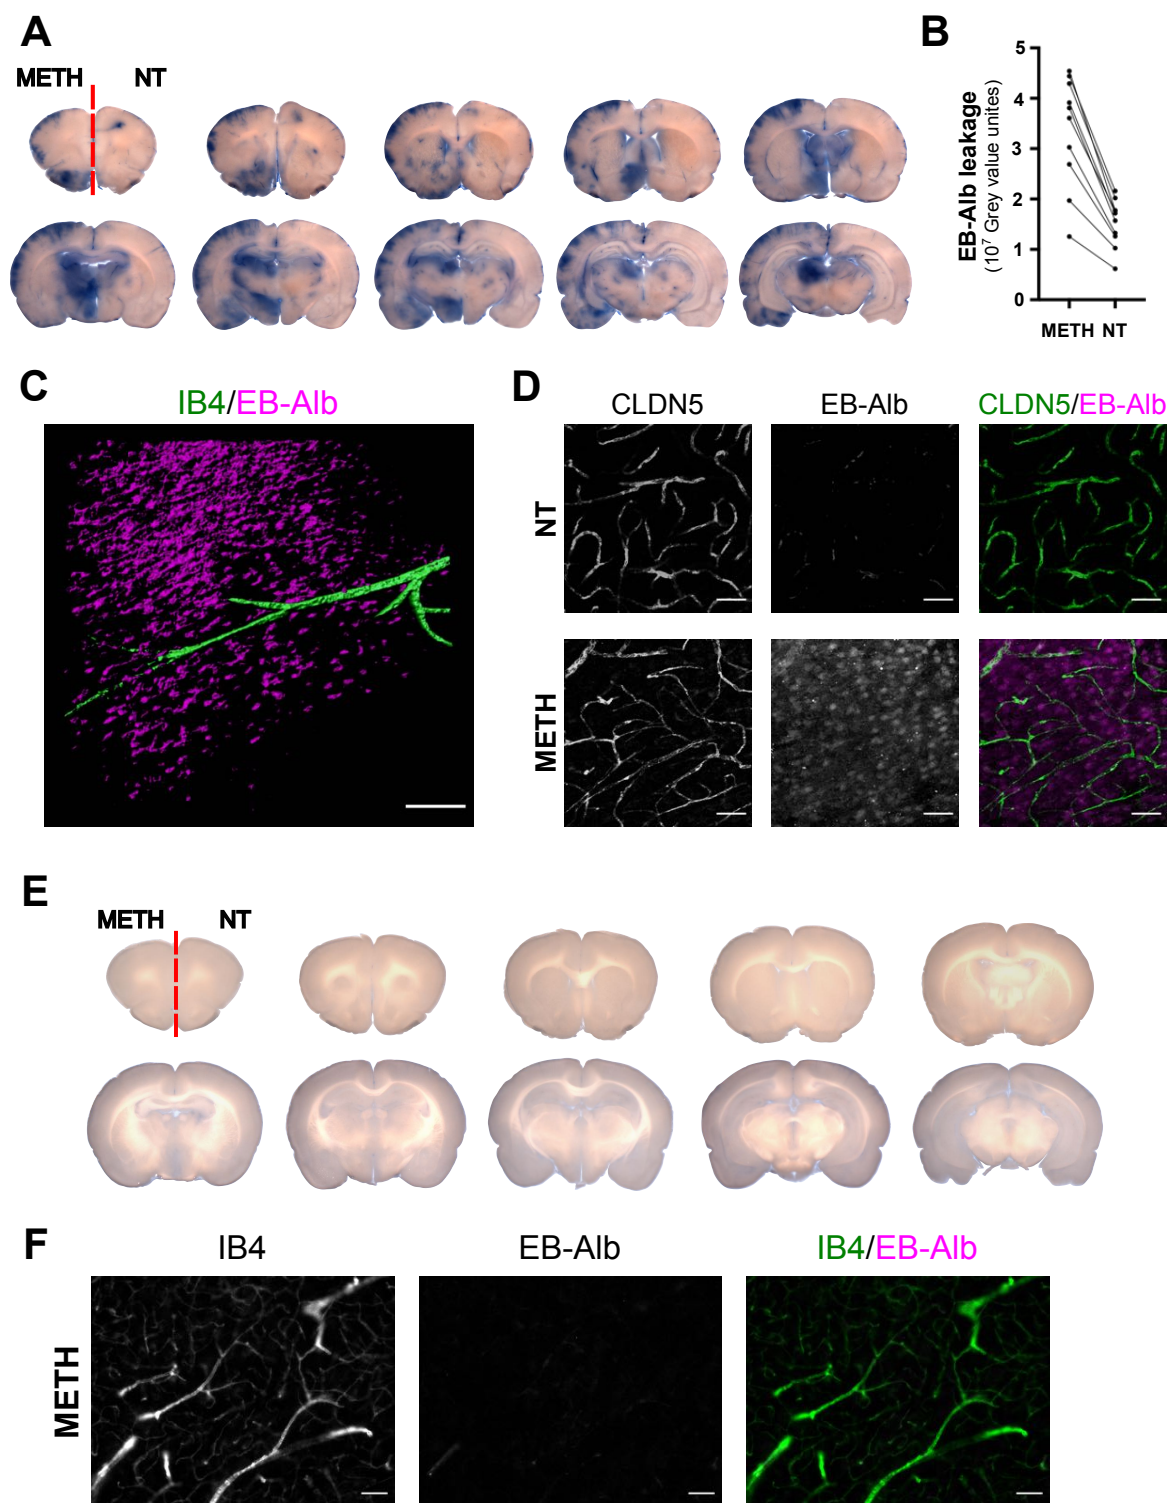 A
METH NT
B
5
4
3
2
1
0
EB-Alb leakage
(10⁷ Grey value unites)
METH NT
C
IB4/EB-Alb
D
CLDN5 EB-Alb CLDN5/EB-Alb
NT
METH
E
METH NT
F
IB4 EB-Alb IB4/EB-Alb
METH